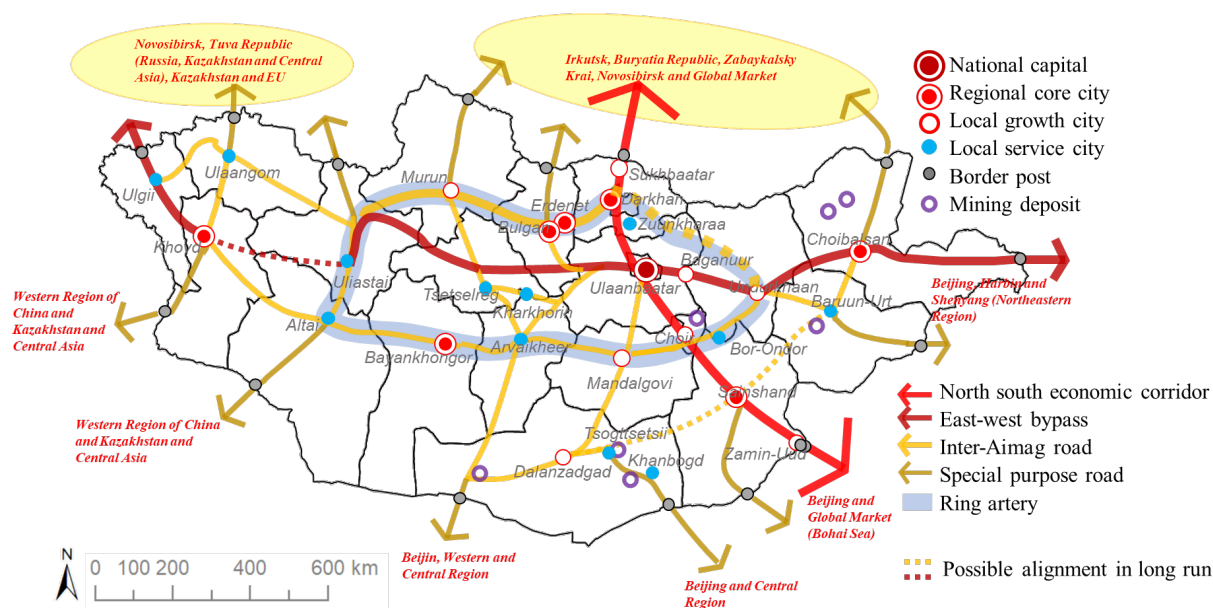 Novosibirsk, Tuva Republic
(Russia, Kazakhstan and Central
Asia), Kazakhstan and EU
Irkutsk, Buryatia Republic, Zabaykalsky
Krai, Novosibirsk and Global Market
National capital
Regional core city
Local growth city
Local service city
Border post
Mining deposit
Ulaangom
Ulgii
Murun
Sukhbaatar
Erdenet
Darkhan
Bulgan
Zuunkharaa
Khovd
Choibalsan
Baganuur
Uliastai
Tsetselreg
Ulaanbaatar
Undurkhaan
Kharkhorin
Baruun-Urt
Beijing, Harbin and
Shenyang (Northeastern
Region)
Western Region of
China and
Kazakhstan and
Central Asia
Altai
Bayankhongor
Arvaikheer
Choir
Bor-Ondor
Mandalgovi
Sainshand
North south economic corridor
East-west bypass
Inter-Aimag road
Special purpose road
Ring artery
Western Region of China
and Kazakhstan and
Central Asia
Tsogttsetsii
Dalanzadgad
Khanbogd
Zamin-Uud
Beijing and
Global Market
(Bohai Sea)
Beijin, Western and
Central Region
Beijing and Central
Region
Possible alignment in long run
N
0 100 200 400 600 km